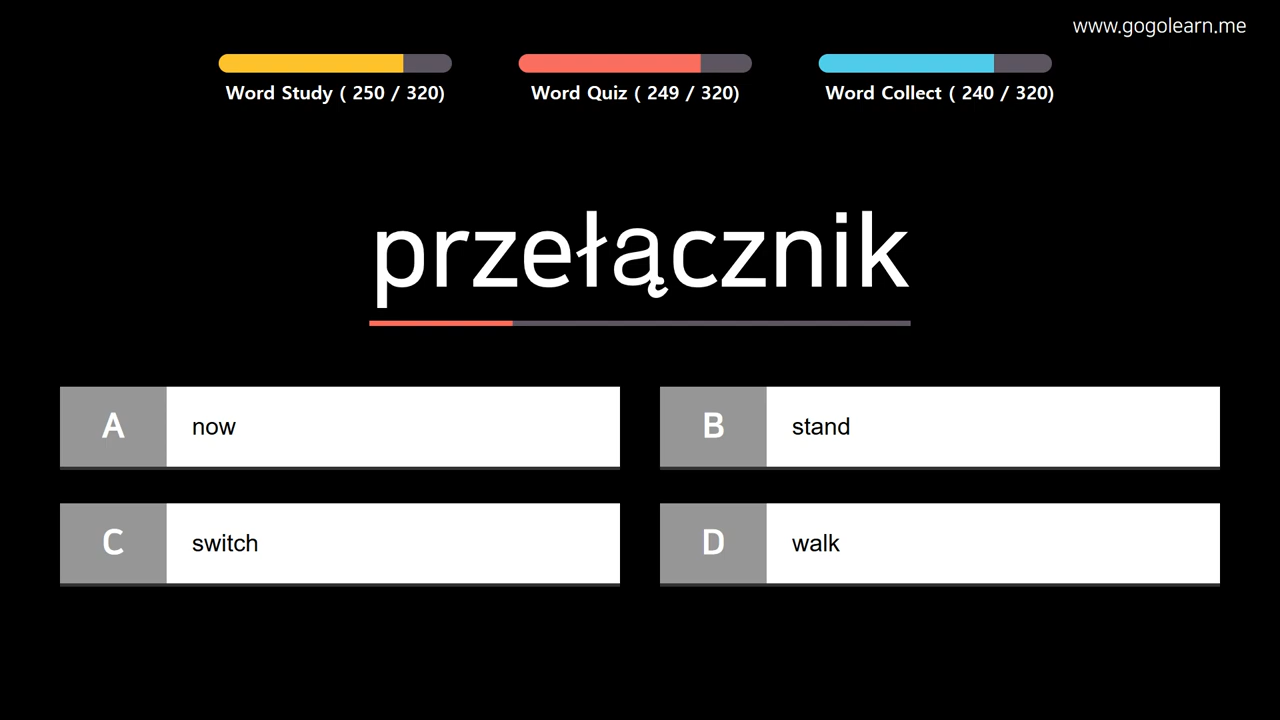 www.gogolearn.me
Word Study ( 250 / 320)
Word Quiz ( 249 / 320)
Word Collect ( 240 / 320)
przełącznik
A
now
B
stand
C
switch
D
walk